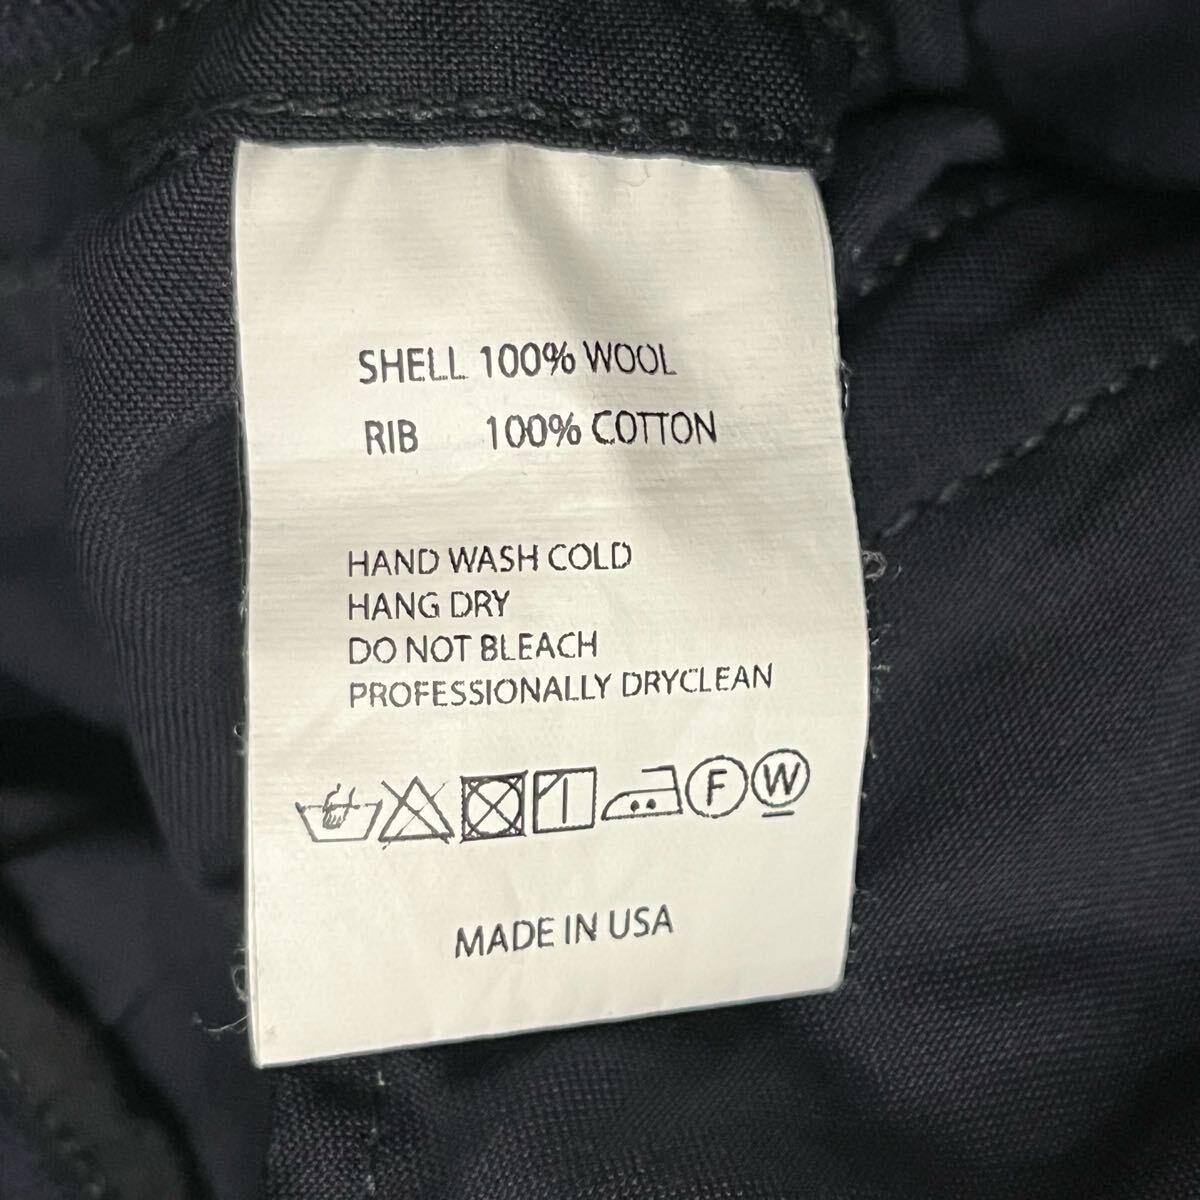 SHELL 100% WOOL
RIB 100% COTTON
HAND WASH COLD
HANG DRY
DO NOT BLEACH
PROFESSIONALLY DRYCLEAN
F W
MADE IN USA